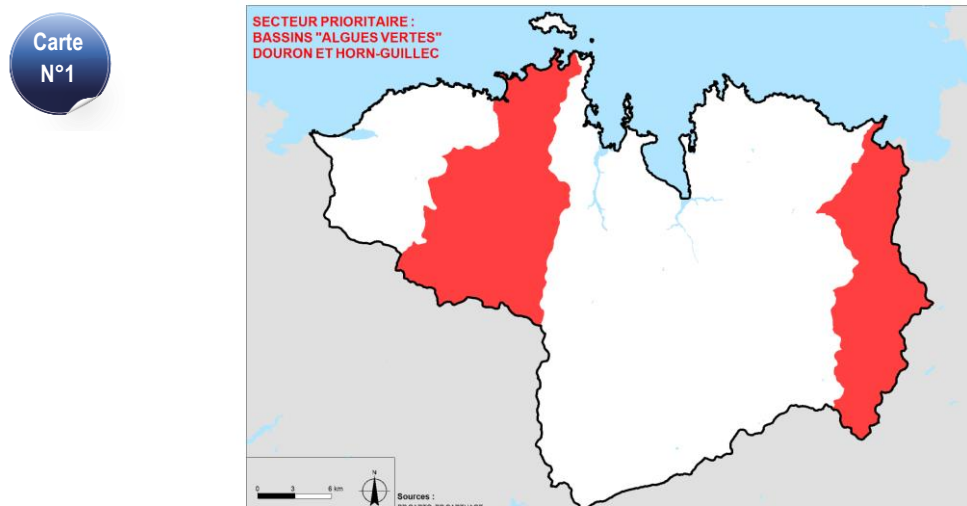 Carte
N°1
SECTEUR PRIORITAIRE :
BASSINS "ALGUES VERTES"
DOURON ET HORN-GUILLEC
N
0 3 6 km
Sources :